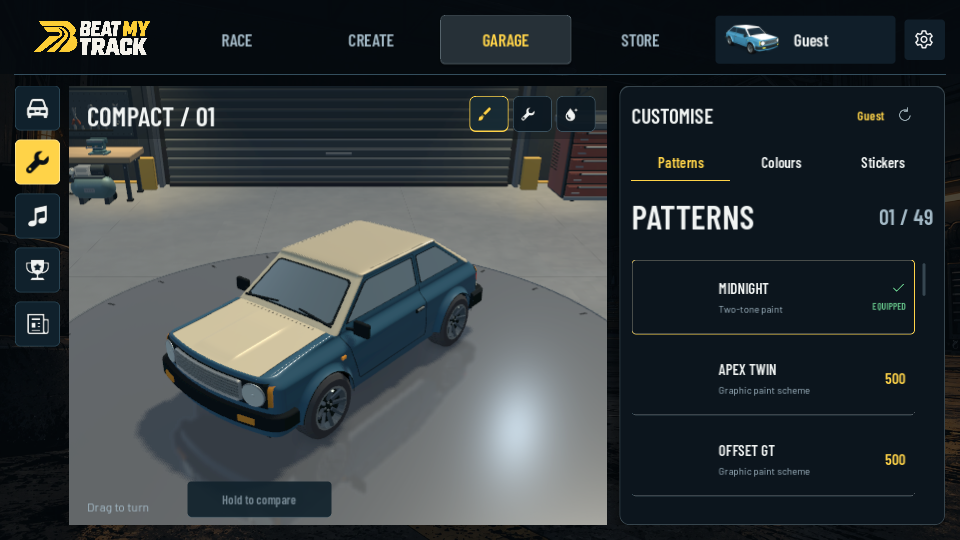 BEAT MY
TRACK
RACE
CREATE
GARAGE
STORE
Guest
COMPACT / 01
Drag to turn
Hold to compare
CUSTOMISE
Guest
Patterns
Colours
Stickers
PATTERNS
01 / 49
MIDNIGHT
Two-tone paint
EQUIPPED
APEX TWIN
Graphic paint scheme
500
OFFSET GT
Graphic paint scheme
500